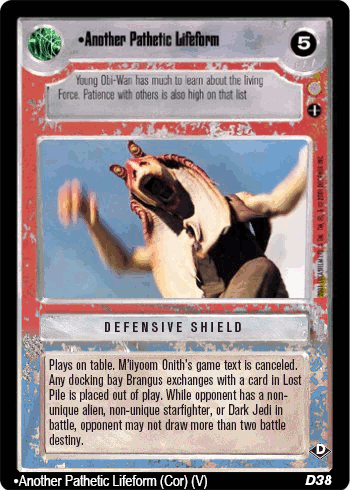 •Another Pathetic Lifeform
5
Young Obi-Wan has much to learn about the living
Force. Patience with others is also high on that list
DEFENSIVE SHIELD
Plays on table. M'iiyoom Onith's game text is canceled.
Any docking bay Brangus exchanges with a card in Lost
Pile is placed out of play. While opponent has a non-
unique alien, non-unique starfighter, or Dark Jedi in
battle, opponent may not draw more than two battle
destiny.
D
•Another Pathetic Lifeform (Cor) (V)
D38